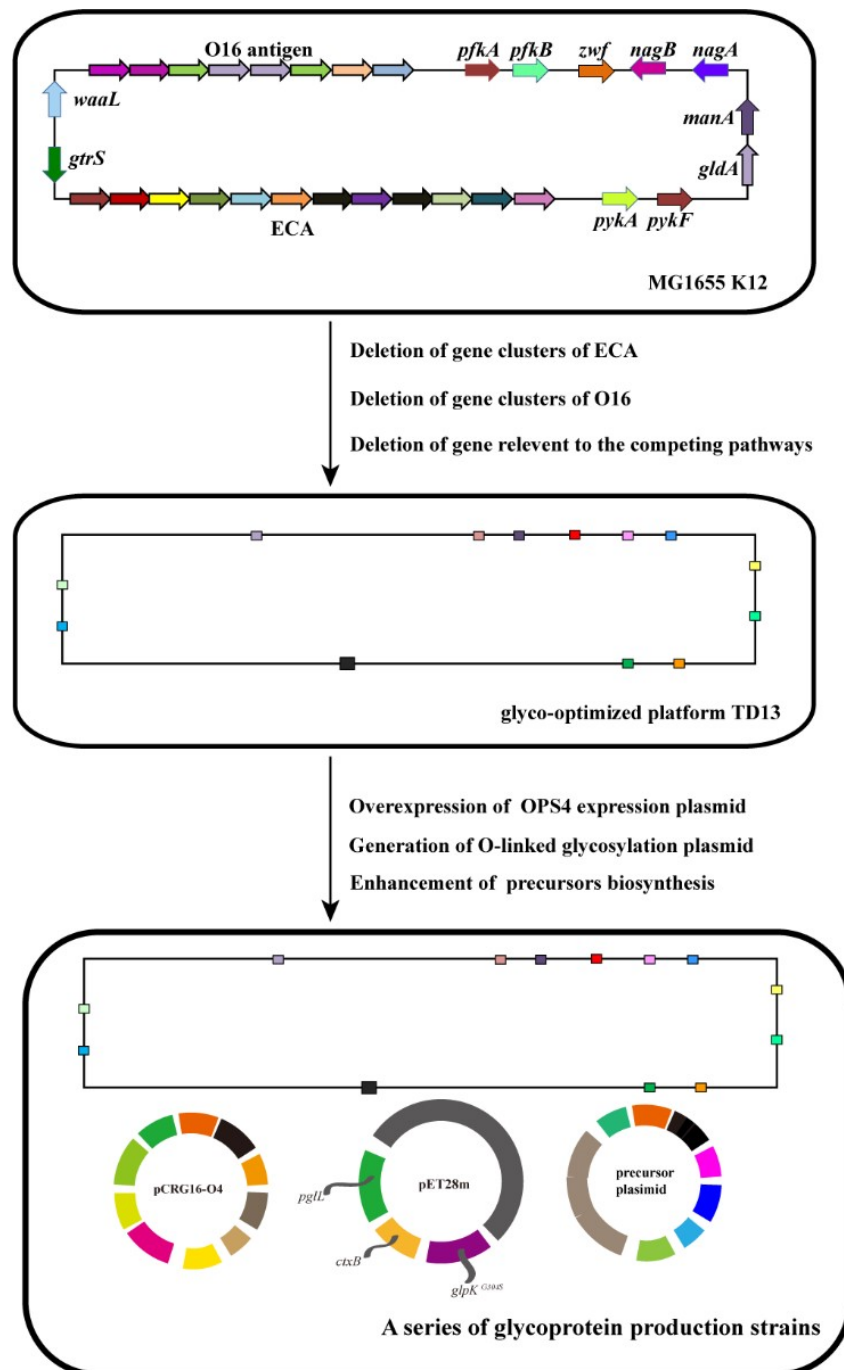 O16 antigen
pfkA pfkB zwf nagB nagA
waaL
manA
gtrS
gldA
ECA
pykA pykF
MG1655 K12
Deletion of gene clusters of ECA
Deletion of gene clusters of O16
Deletion of gene relevent to the competing pathways
glyco-optimized platform TD13
Overexpression of OPS4 expression plasmid
Generation of O-linked glycosylation plasmid
Enhancement of precursors biosynthesis
pCRG16-O4
pglL
pET28m
ctxB
glpK G304S
precursor
plasimid
A series of glycoprotein production strains